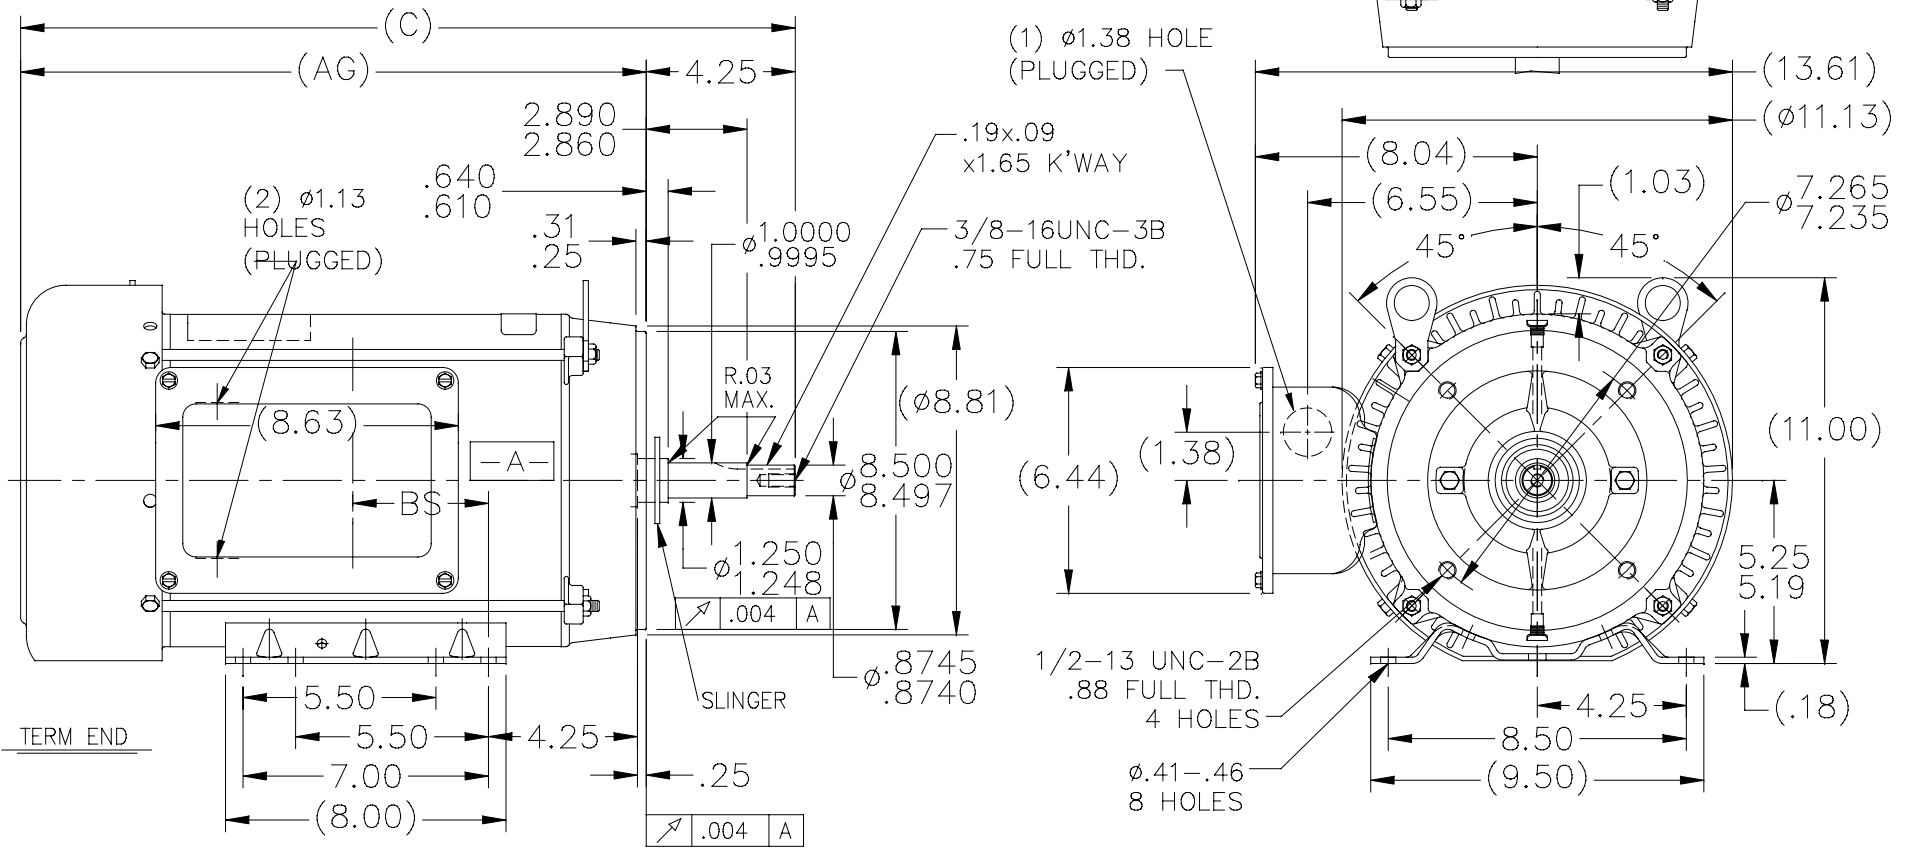 (C)
(AG)
4.25
2.890
2.860
.640
.610
.31
.25
(2) ø1.13
HOLES
(PLUGGED)
ø1.0000
.9995
.19x.09
x1.65 K'WAY
3/8-16UNC-3B
.75 FULL THD.
R.03
MAX.
(ø8.81)
(8.63)
-A-
BS
ø8.500
8.497
ø1.250
1.248
.004 A
ø.8745
.8740
SLINGER
5.50
5.50
4.25
7.00
.25
(8.00)
.004 A
TERM END
(1) ø1.38 HOLE
(PLUGGED)
(13.61)
(ø11.13)
(8.04)
(6.55)
(1.03)
ø7.265
7.235
45°
45°
(11.00)
(1.38)
(6.44)
5.25
5.19
1/2-13 UNC-2B
.88 FULL THD.
4 HOLES
4.25
(.18)
8.50
ø.41-.46
8 HOLES
(9.50)